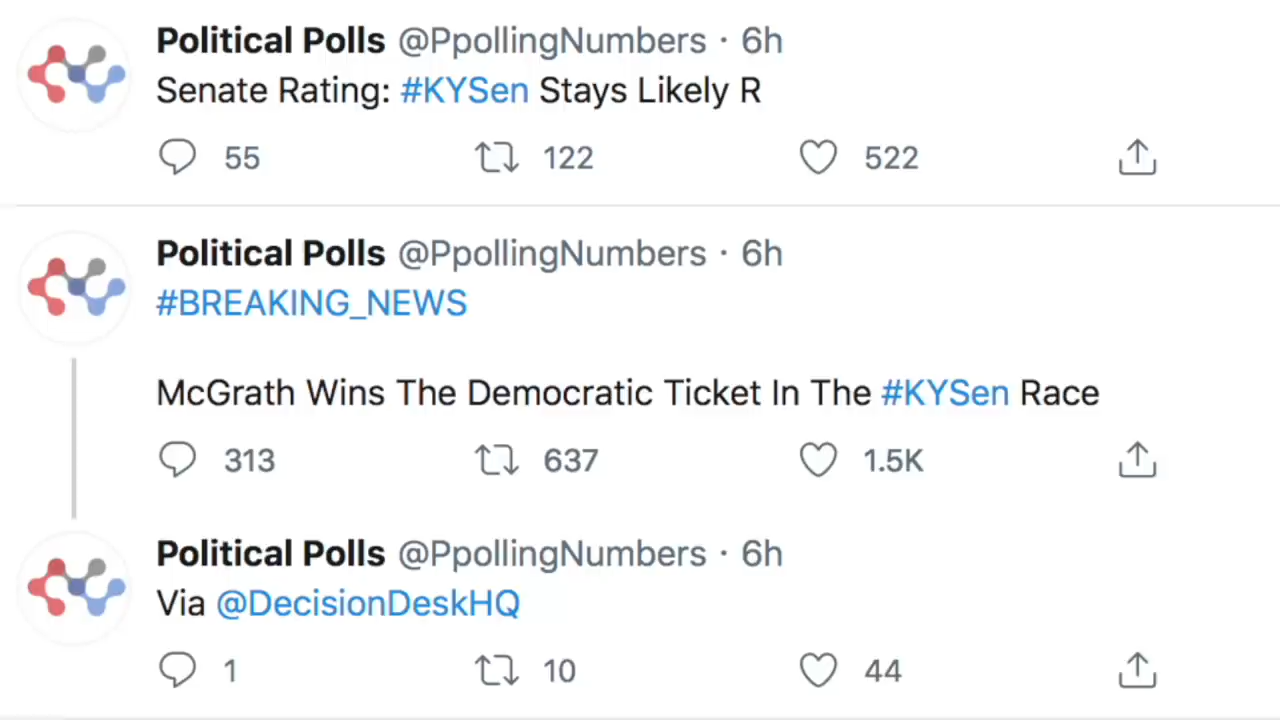 Political Polls @PpollingNumbers · 6h
Senate Rating: #KYSen Stays Likely R
55 122 522
Political Polls @PpollingNumbers · 6h
#BREAKING_NEWS
McGrath Wins The Democratic Ticket In The #KYSen Race
313 637 1.5K
Political Polls @PpollingNumbers · 6h
Via @DecisionDeskHQ
1 10 44